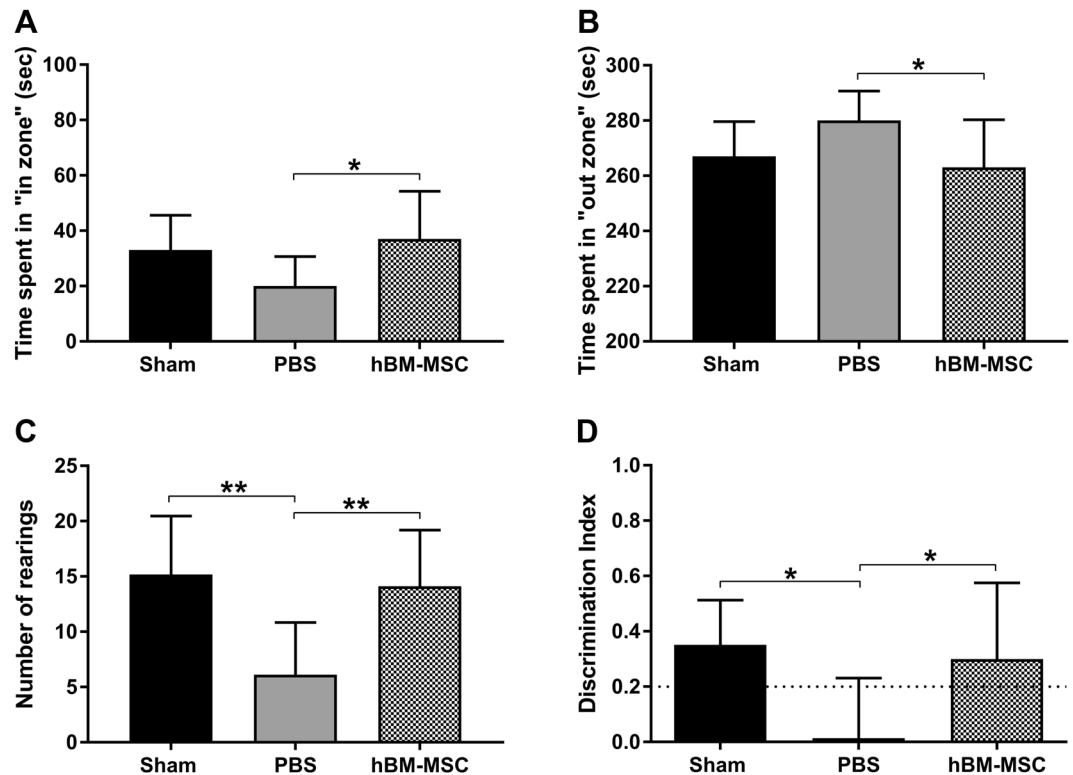 A
Time spent in "in zone" (sec)
100
80
60
40
20
0
*
Sham
PBS
hBM-MSC
B
Time spent in "out zone" (sec)
300
280
260
240
220
200
*
Sham
PBS
hBM-MSC
C
Number of rearings
25
20
15
10
5
0
**
**
Sham
PBS
hBM-MSC
D
Discrimination Index
1.0
0.8
0.6
0.4
0.2
0.0
*
*
Sham
PBS
hBM-MSC